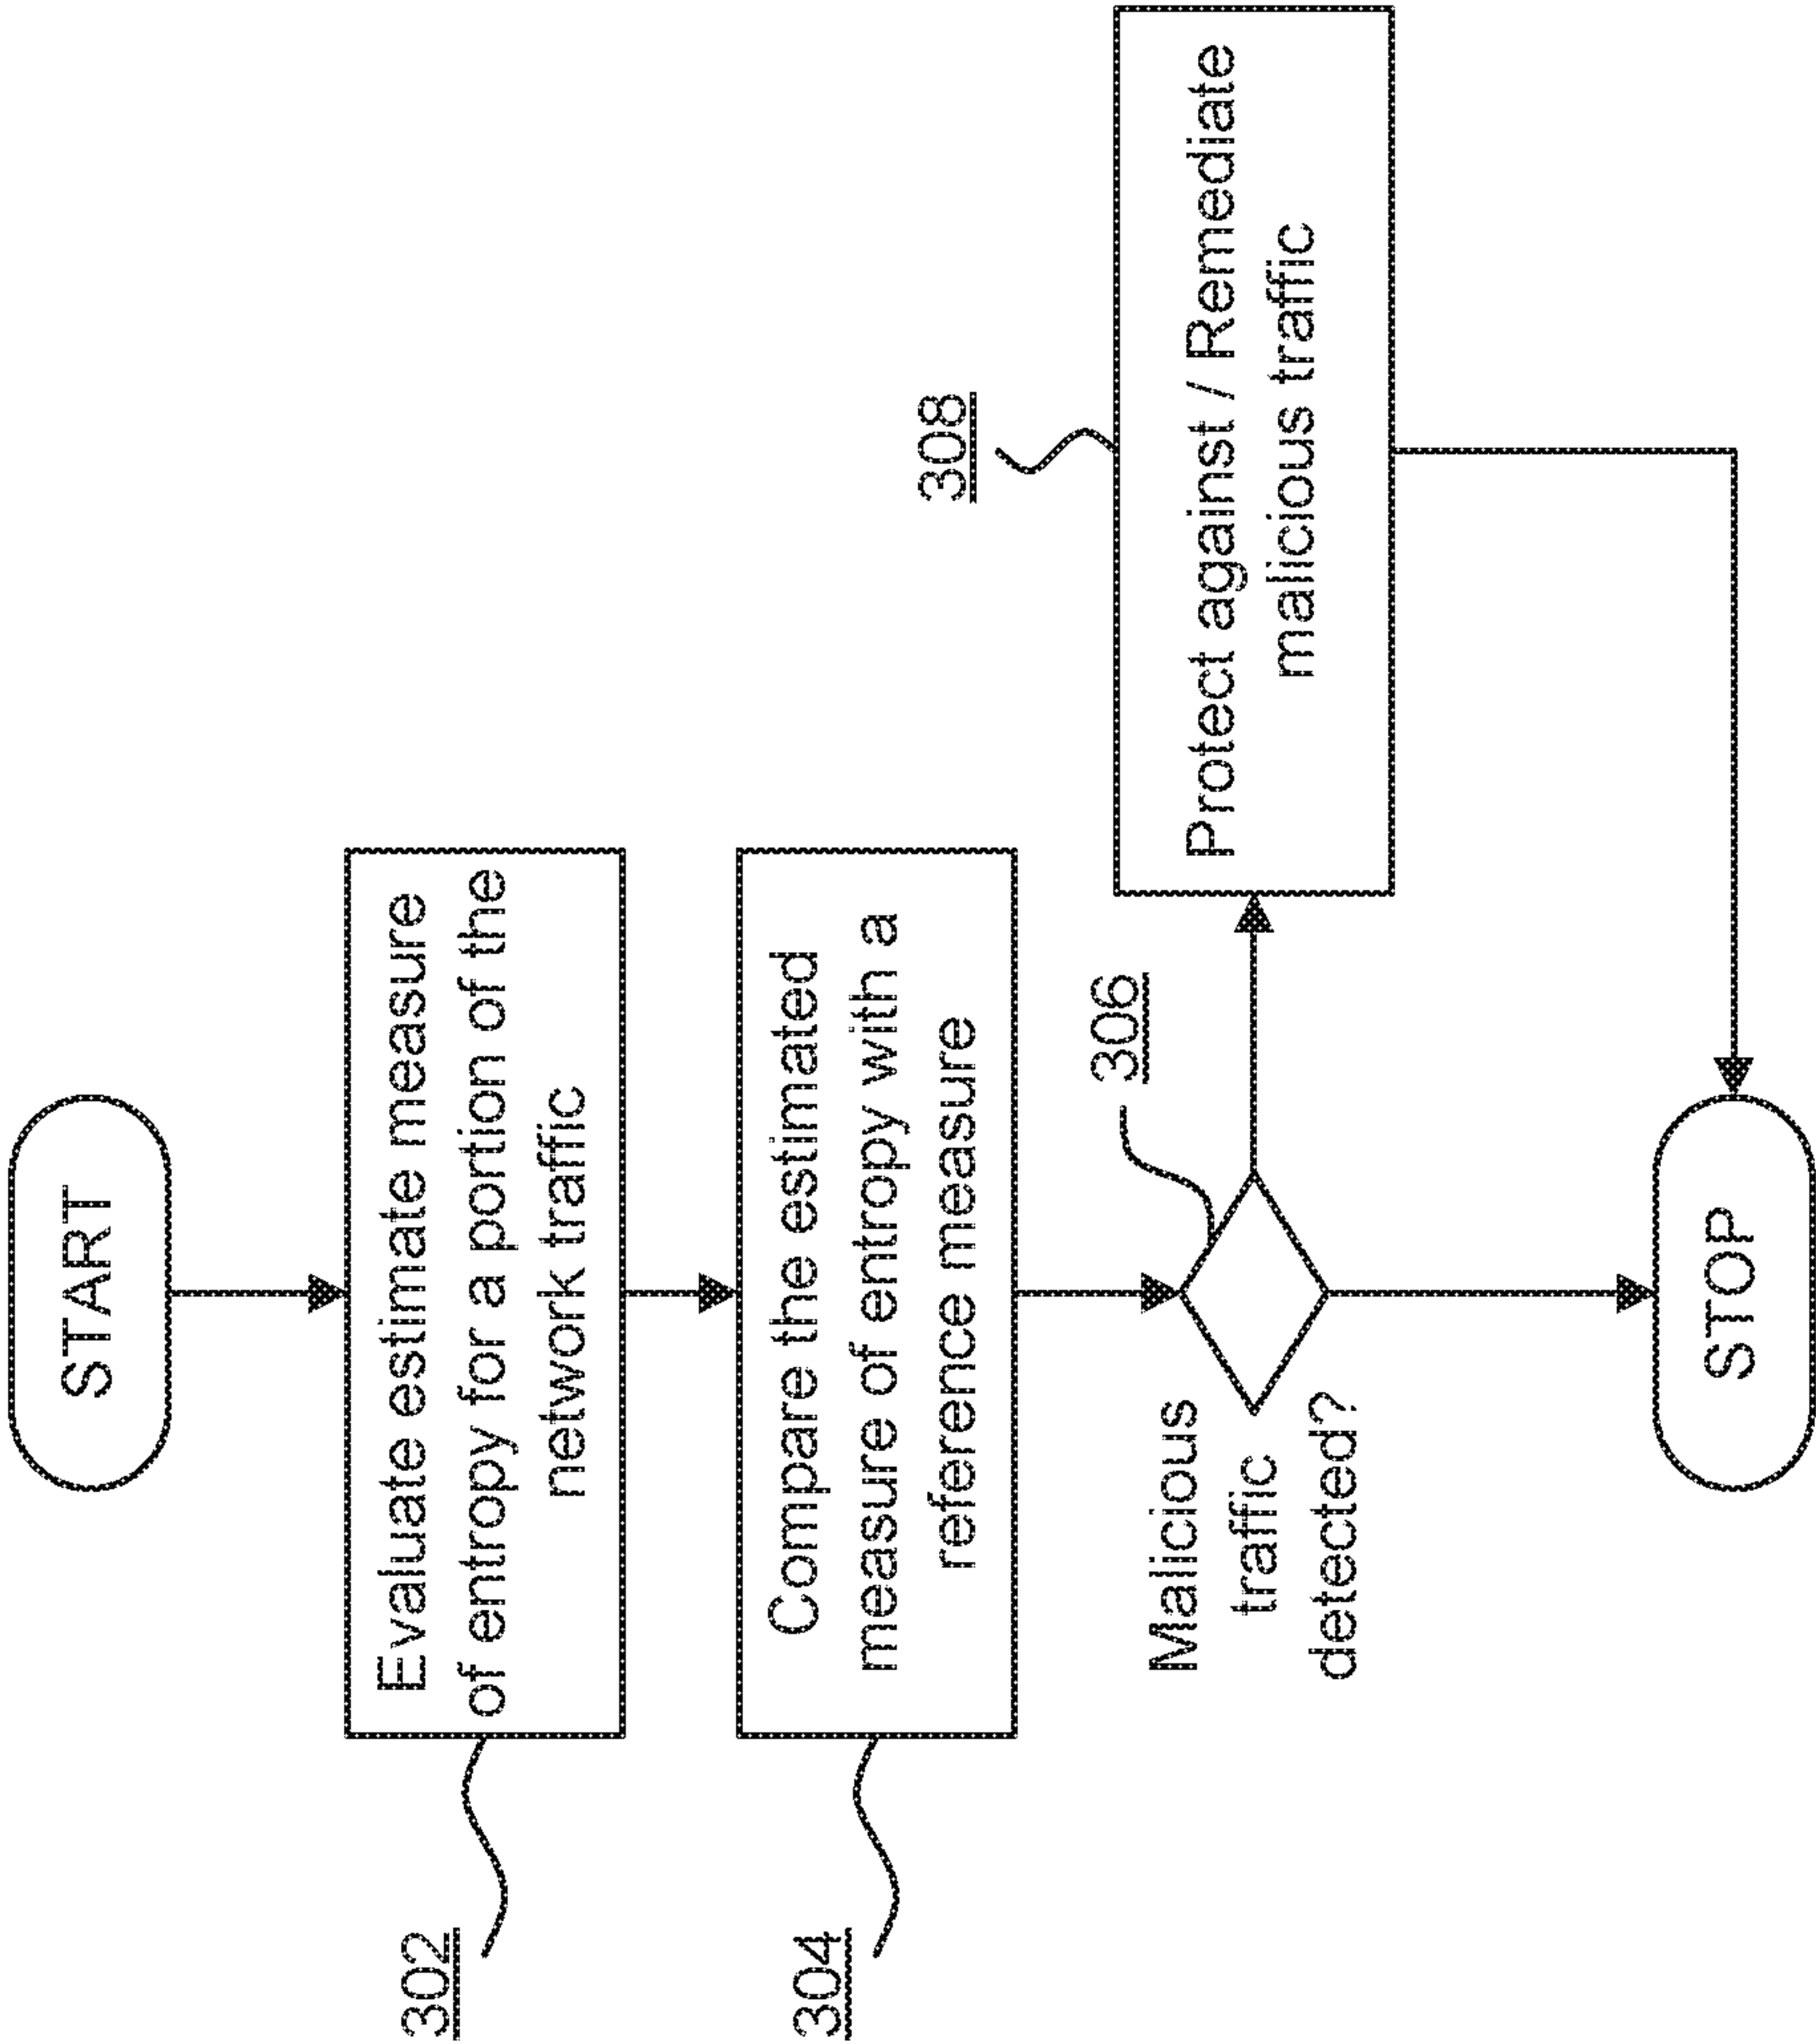 START
302
Evaluate estimate measure
of entropy for a portion of the
network traffic
304
Compare the estimated
measure of entropy with a
reference measure
306
Malicious
traffic
detected?
308
Protect against / Remediate
malicious traffic
STOP